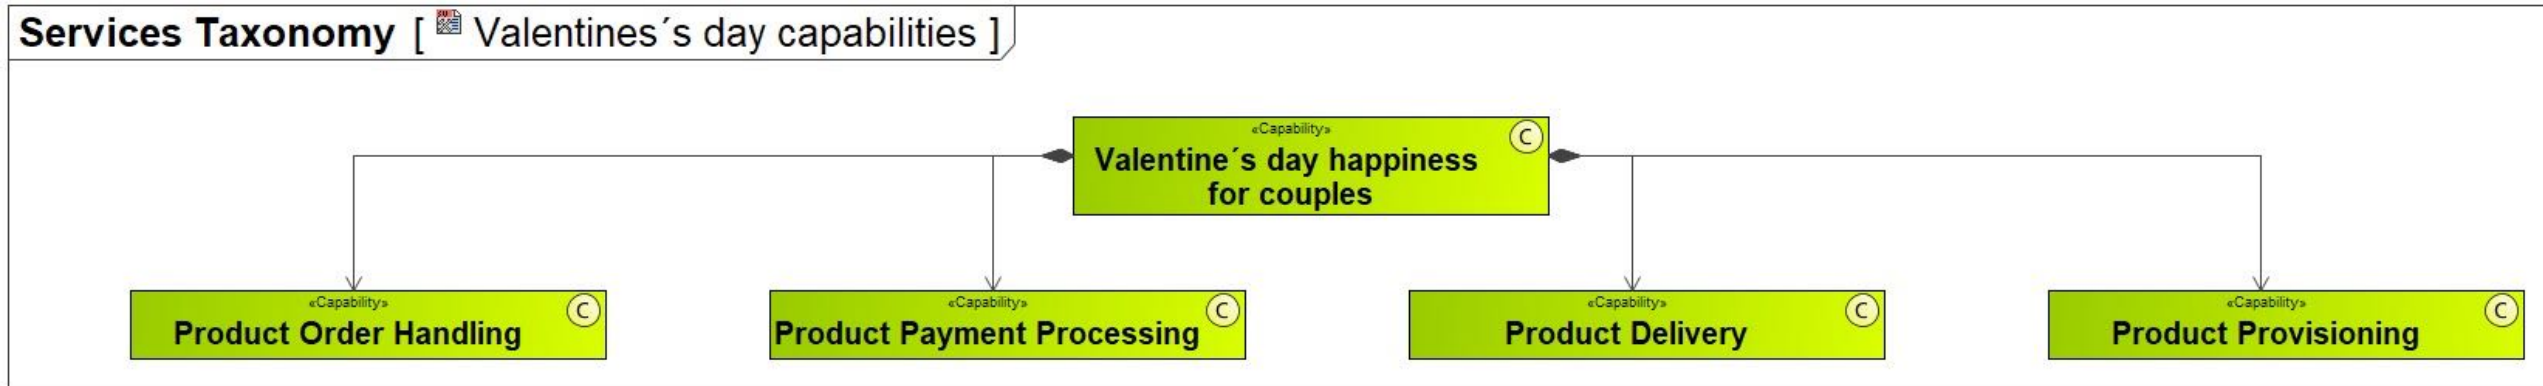 Services Taxonomy [ Valentines´s day capabilities ]
«Capability»
C
Valentine´s day happiness
for couples
«Capability»
C
Product Order Handling
«Capability»
C
Product Payment Processing
«Capability»
C
Product Delivery
«Capability»
C
Product Provisioning